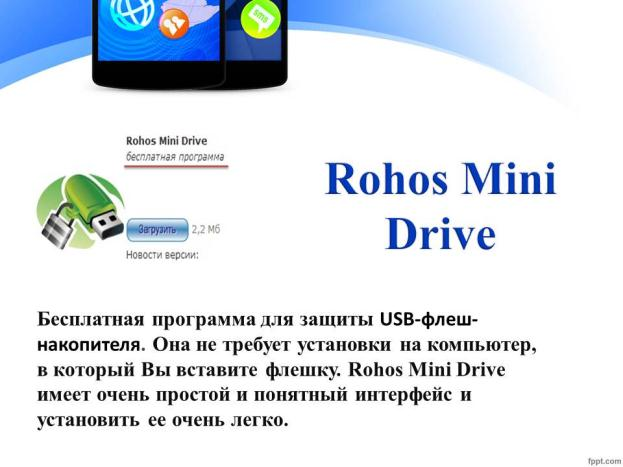 sms
Rohos Mini Drive
бесплатная программа
Загрузить 2,2 Мб
Новости версии:
Rohos Mini
Drive
Бесплатная программа для защиты USB-флеш-
накопителя. Она не требует установки на компьютер,
в который Вы вставите флешку. Rohos Mini Drive
имеет очень простой и понятный интерфейс и
установить ее очень легко.
fppt.com